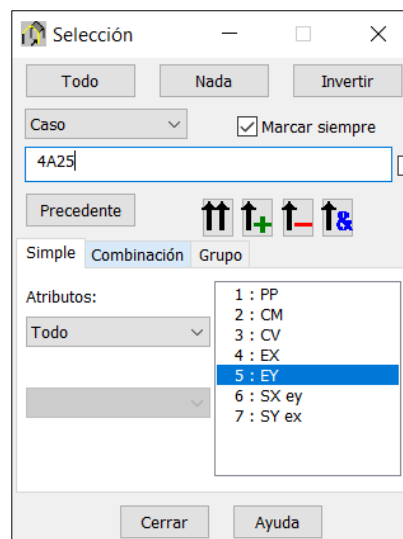 Selección
Todo Nada Invertir
Caso Marcar siempre
4A25
Precedente
Simple Combinación Grupo
Atributos:
Todo
1 : PP
2 : CM
3 : CV
4 : EX
5 : EY
6 : SX ey
7 : SY ex
Cerrar Ayuda